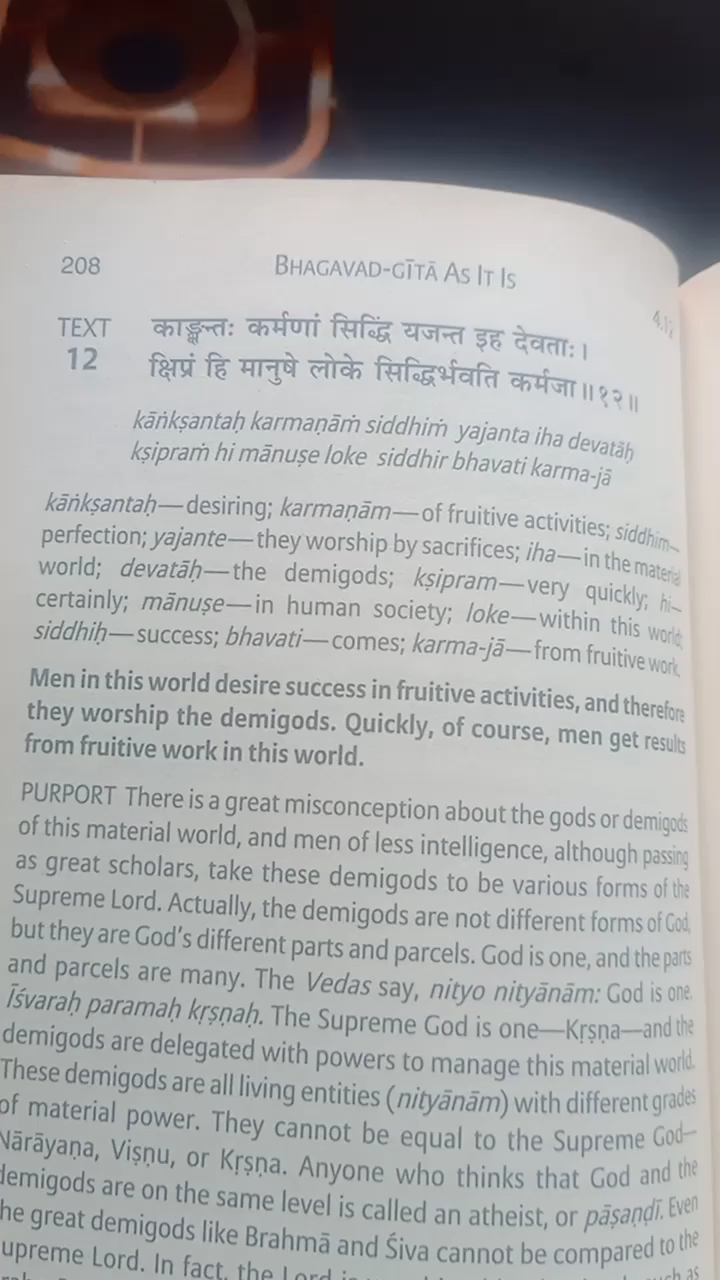 208 BHAGAVAD-GĪTĀ AS IT IS
4.12
TEXT 12
काङ्क्षन्तः कर्मणां सिद्धिं यजन्त इह देवताः ।
क्षिप्रं हि मानुषे लोके सिद्धिर्भवति कर्मजा ॥ १२ ॥
kāṅkṣantaḥ karmaṇāṁ siddhiṁ yajanta iha devatāḥ
kṣipraṁ hi mānuṣe loke siddhir bhavati karma-jā
kāṅkṣantaḥ—desiring; karmaṇām—of fruitive activities; siddhim—
perfection; yajante—they worship by sacrifices; iha—in the material
world; devatāḥ—the demigods; kṣipram—very quickly; hi—
certainly; mānuṣe—in human society; loke—within this world;
siddhiḥ—success; bhavati—comes; karma-jā—from fruitive work.
Men in this world desire success in fruitive activities, and therefore
they worship the demigods. Quickly, of course, men get results
from fruitive work in this world.
PURPORT There is a great misconception about the gods or demigods
of this material world, and men of less intelligence, although passing
as great scholars, take these demigods to be various forms of the
Supreme Lord. Actually, the demigods are not different forms of God,
but they are God's different parts and parcels. God is one, and the parts
and parcels are many. The Vedas say, nityo nityānām: God is one.
Īśvaraḥ paramaḥ kṛṣṇaḥ. The Supreme God is one—Kṛṣṇa—and the
demigods are delegated with powers to manage this material world.
These demigods are all living entities (nityānām) with different grades
of material power. They cannot be equal to the Supreme God—
Nārāyaṇa, Viṣṇu, or Kṛṣṇa. Anyone who thinks that God and the
demigods are on the same level is called an atheist, or pāṣaṇḍī. Even
he great demigods like Brahmā and Śiva cannot be compared to the
upreme Lord. In fact, the Lord
as